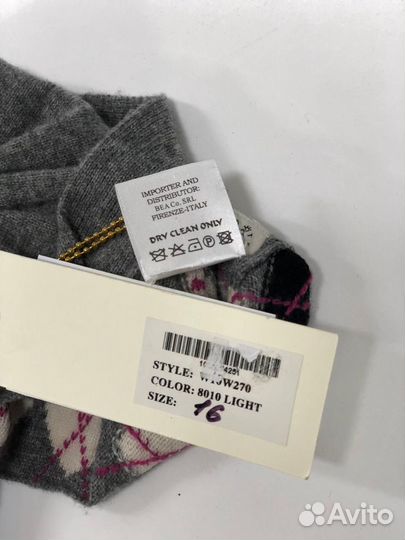 IMPORTER AND
DISTRIBUTOR:
BEA Co. SRL
FIRENZE-ITALY
DRY CLEAN ONLY
STYLE:
COLOR: 8010 LIGHT
SIZE: 16
Avito